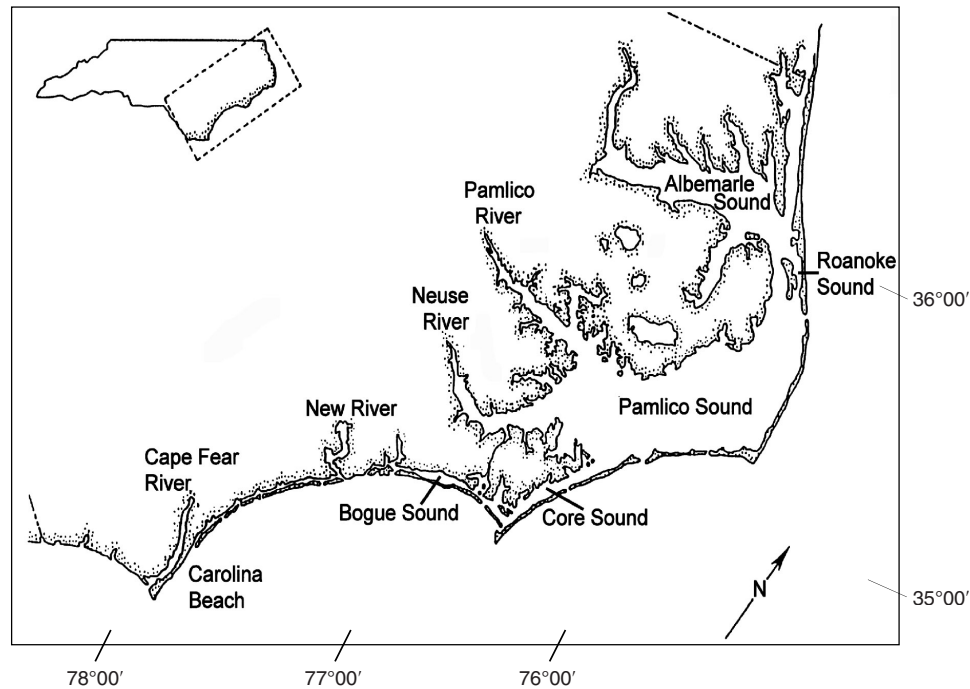 Albemarle
Sound
Pamlico
River
Roanoke
Sound
Neuse
River
36°00′
New River
Pamlico Sound
Cape Fear
River
Bogue Sound
Core Sound
Carolina
Beach
N
35°00′
78°00′
77°00′
76°00′